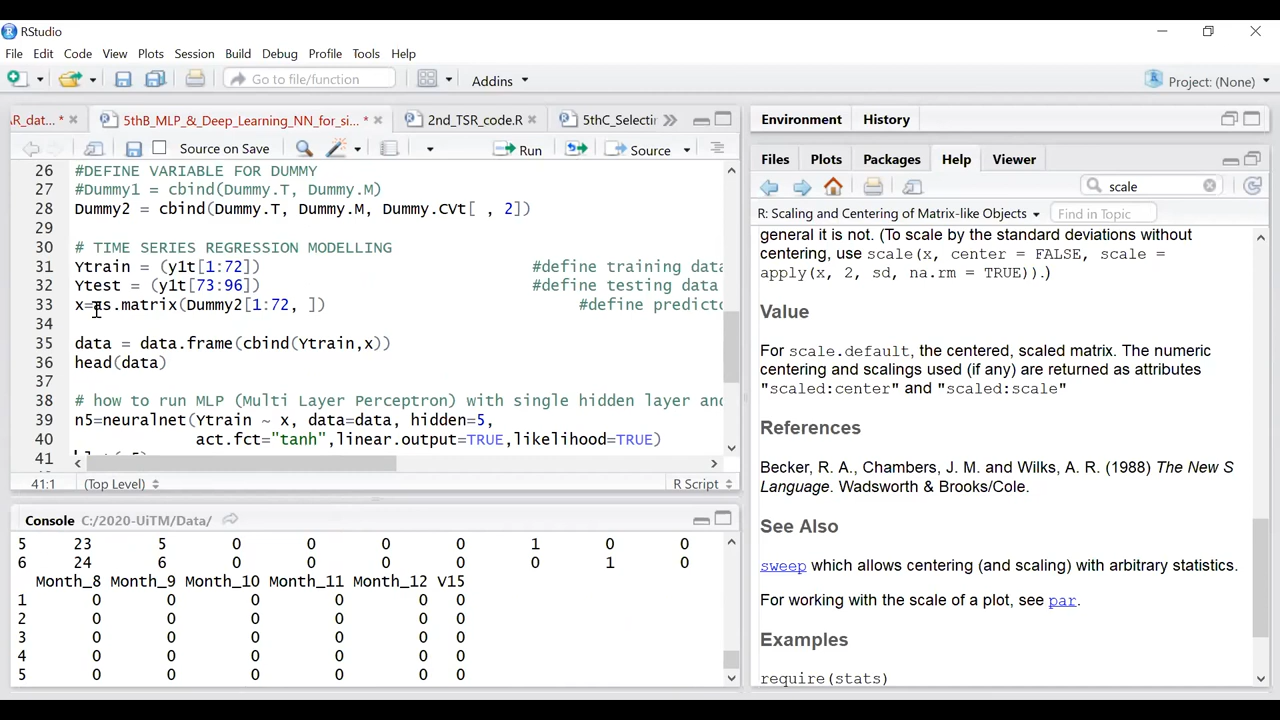 RStudio
File Edit Code View Plots Session Build Debug Profile Tools Help
Go to file/function
Addins
Project: (None)
R_dat...* 5thB_MLP_&_Deep_Learning_NN_for_si...* 2nd_TSR_code.R 5thC_Selectin
Source on Save
Run
Source
26 #DEFINE VARIABLE FOR DUMMY
27 #Dummy1 = cbind(Dummy.T, Dummy.M)
28 Dummy2 = cbind(Dummy.T, Dummy.M, Dummy.CVt[ , 2])
29
30 # TIME SERIES REGRESSION MODELLING
31 Ytrain = (y1t[1:72]) #define training data
32 Ytest = (y1t[73:96]) #define testing data
33 x=as.matrix(Dummy2[1:72, ]) #define predicto
34
35 data = data.frame(cbind(Ytrain,x))
36 head(data)
37
38 # how to run MLP (Multi Layer Perceptron) with single hidden layer and
39 n5=neuralnet(Ytrain ~ x, data=data, hidden=5,
40 act.fct="tanh",linear.output=TRUE,likelihood=TRUE)
41
41:1 (Top Level) R Script
Console C:/2020-UiTM/Data/
5 23 5 0 0 0 0 1 0 0
6 24 6 0 0 0 0 0 1 0
Month_8 Month_9 Month_10 Month_11 Month_12 V15
1 0 0 0 0 0 0
2 0 0 0 0 0 0
3 0 0 0 0 0 0
4 0 0 0 0 0 0
5 0 0 0 0 0 0
Environment History
Files Plots Packages Help Viewer
scale
R: Scaling and Centering of Matrix-like Objects Find in Topic
general it is not. (To scale by the standard deviations without
centering, use scale(x, center = FALSE, scale =
apply(x, 2, sd, na.rm = TRUE)).)
Value
For scale.default, the centered, scaled matrix. The numeric
centering and scalings used (if any) are returned as attributes
"scaled:center" and "scaled:scale"
References
Becker, R. A., Chambers, J. M. and Wilks, A. R. (1988) The New S
Language. Wadsworth & Brooks/Cole.
See Also
sweep which allows centering (and scaling) with arbitrary statistics.
For working with the scale of a plot, see par.
Examples
require(stats)